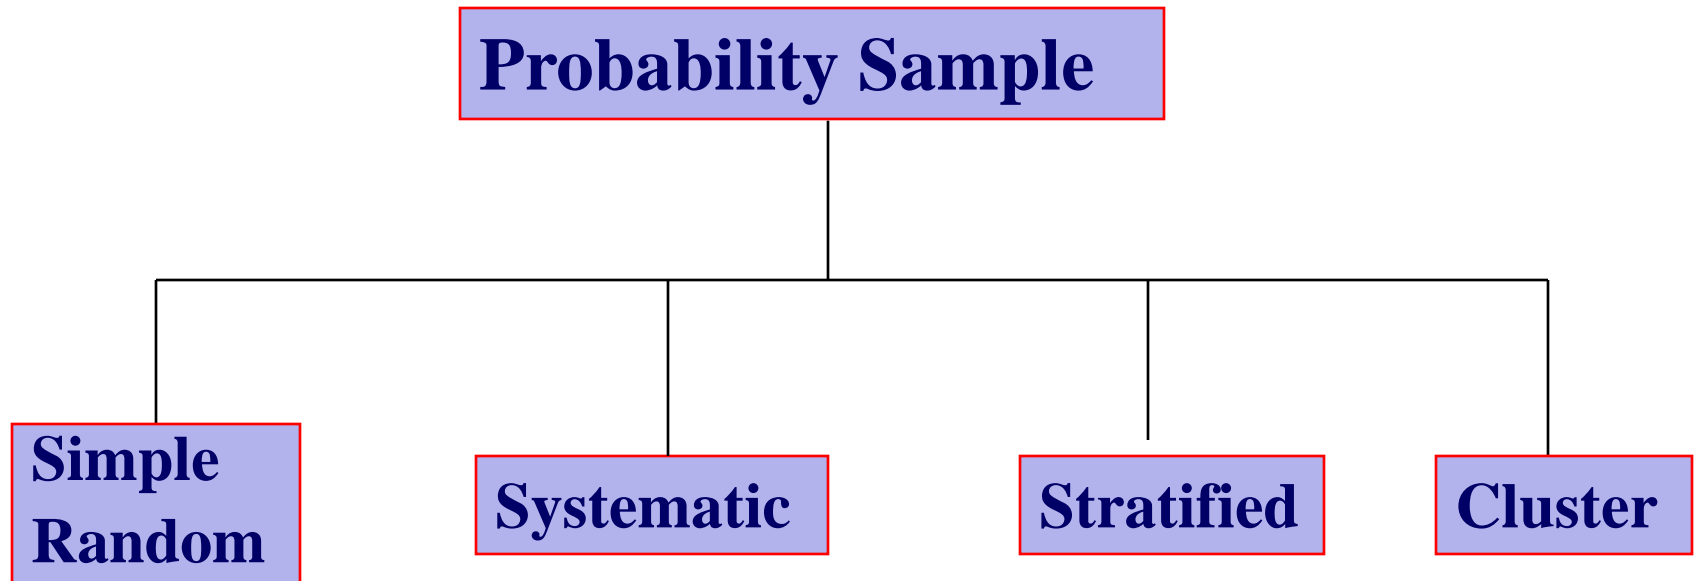 Probability Sample
Simple
Random
Systematic
Stratified
Cluster